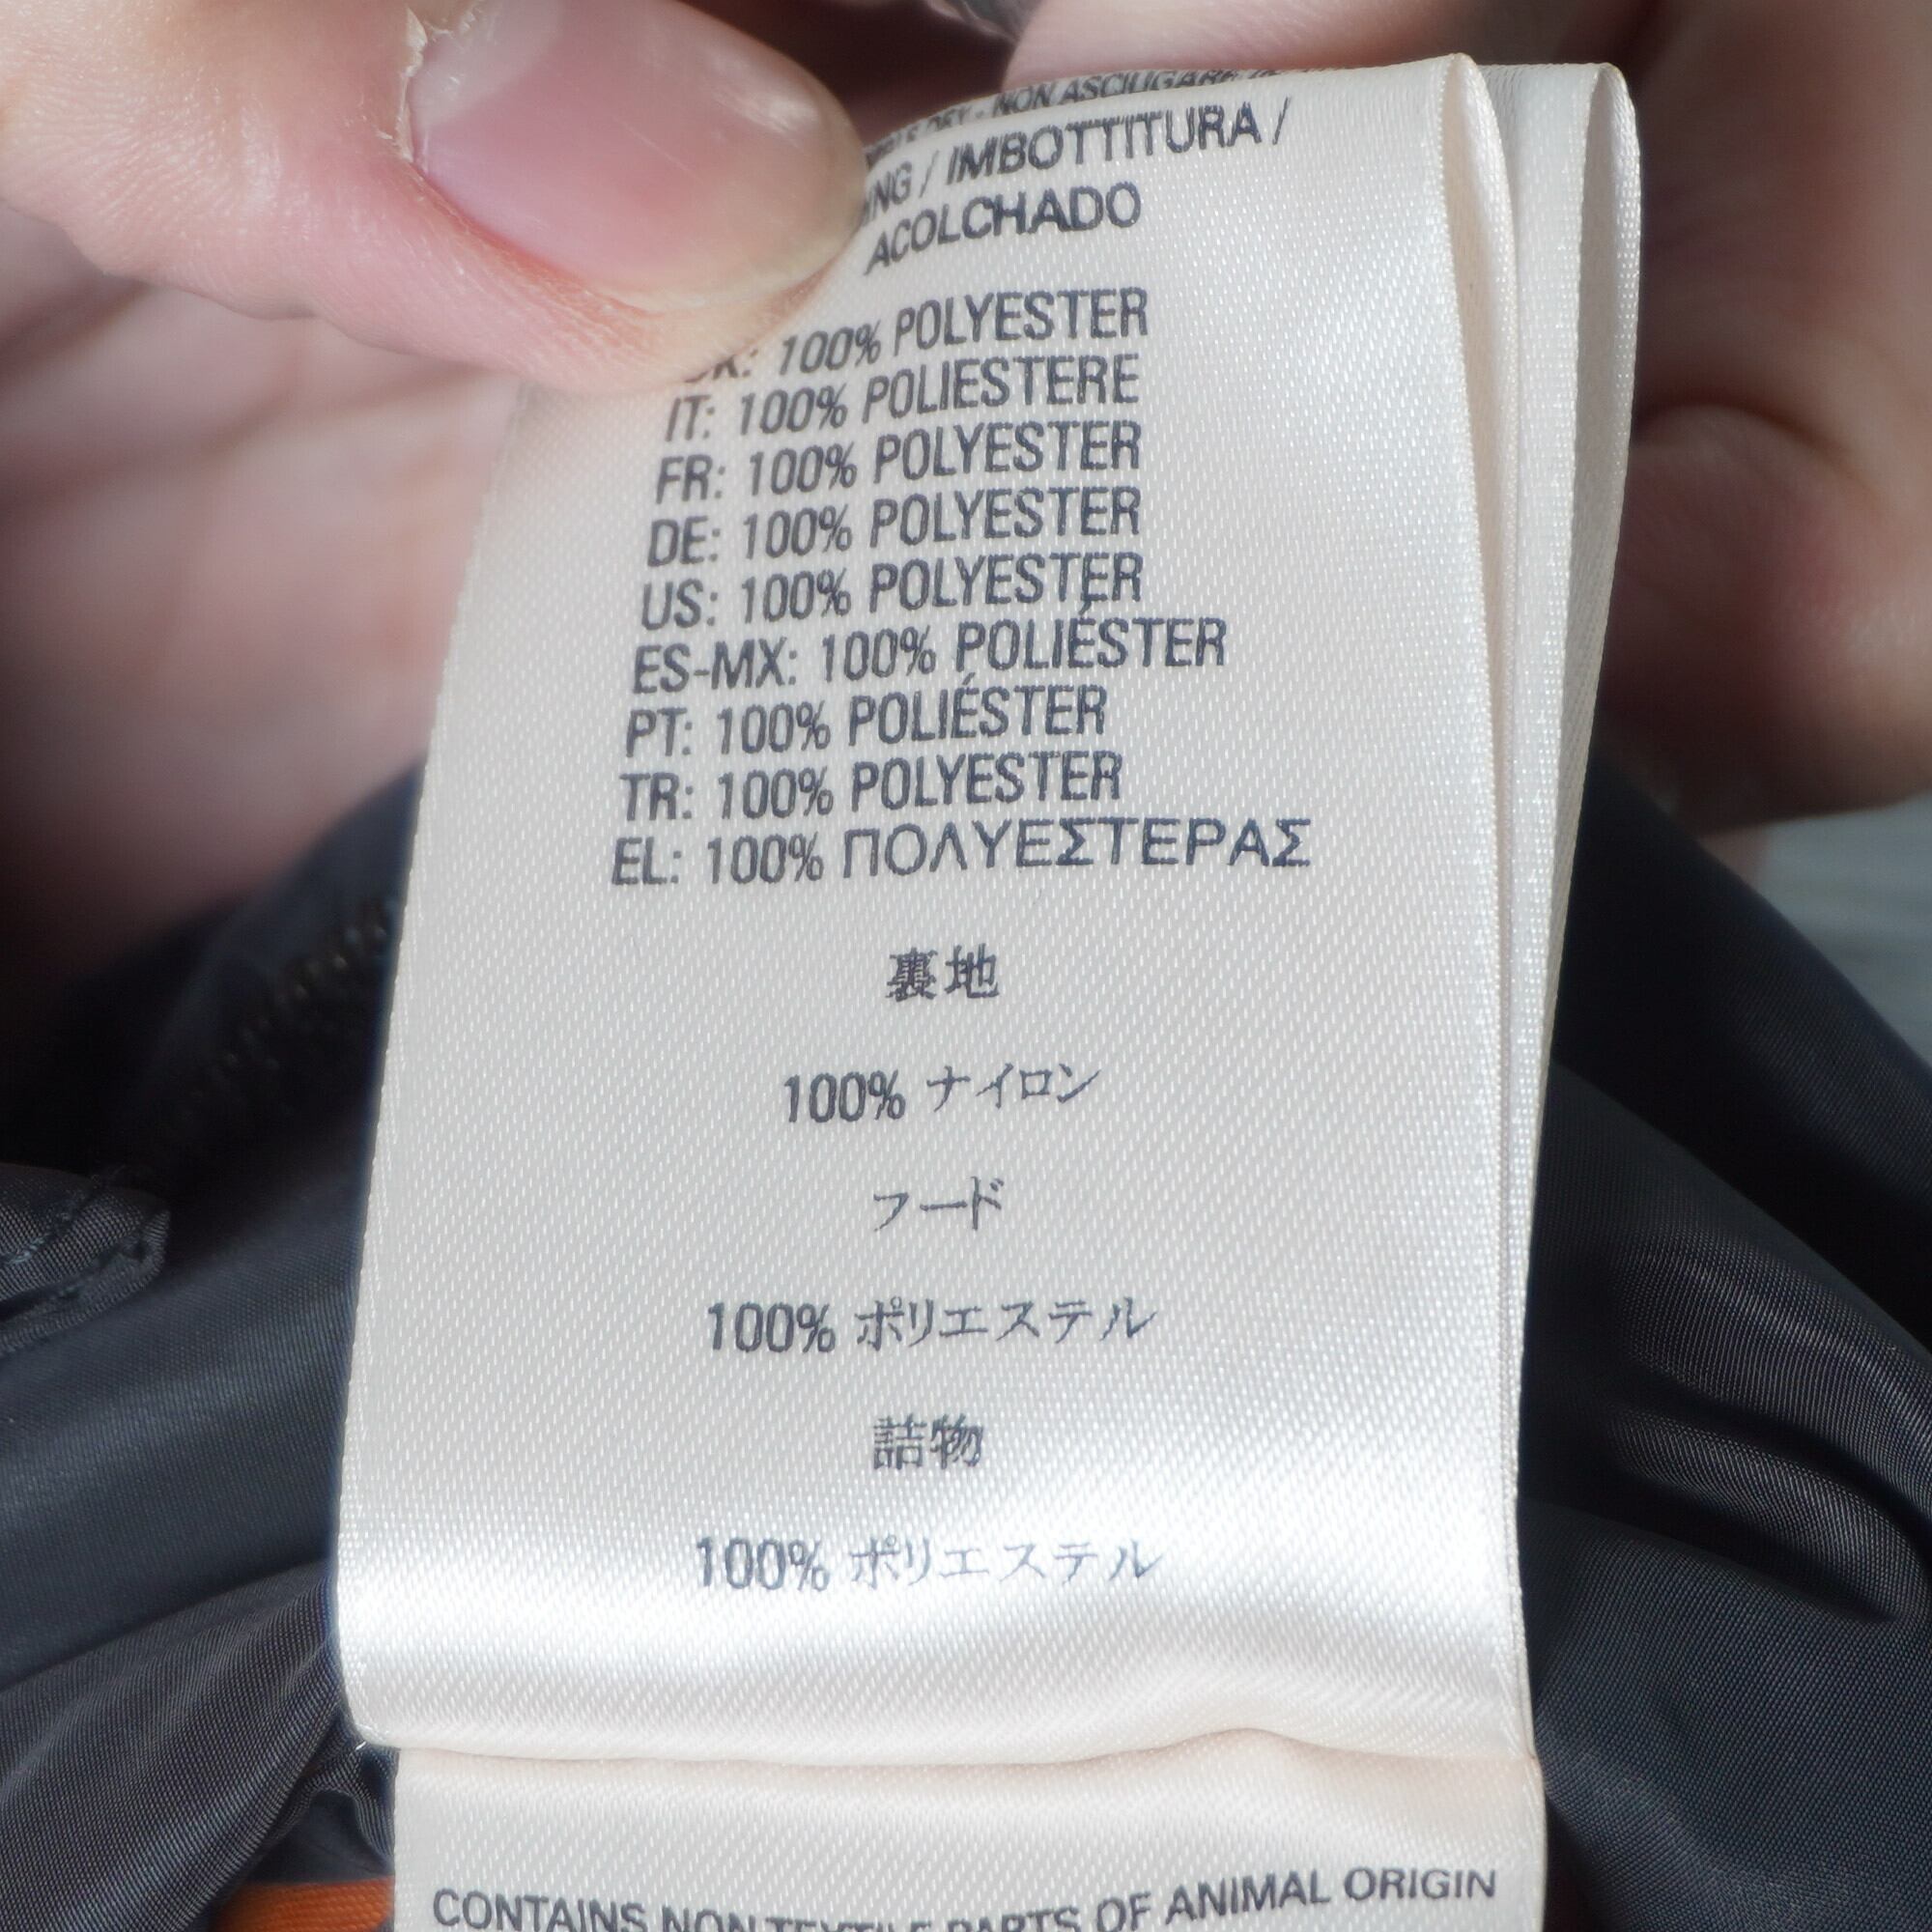 DRY - NON ASCIUGARE
/ IMBOTTITURA /
ACOLCHADO
100% POLYESTER
IT: 100% POLIESTERE
FR: 100% POLYESTER
DE: 100% POLYESTER
US: 100% POLYESTER
ES-MX: 100% POLIÉSTER
PT: 100% POLIÉSTER
TR: 100% POLYESTER
EL: 100% ΠΟΛΥΕΣΤΕΡΑΣ
裏地
100% ナイロン
フード
100% ポリエステル
詰物
100% ポリエステル
CONTAINS NON-TEXTILE PARTS OF ANIMAL ORIGIN